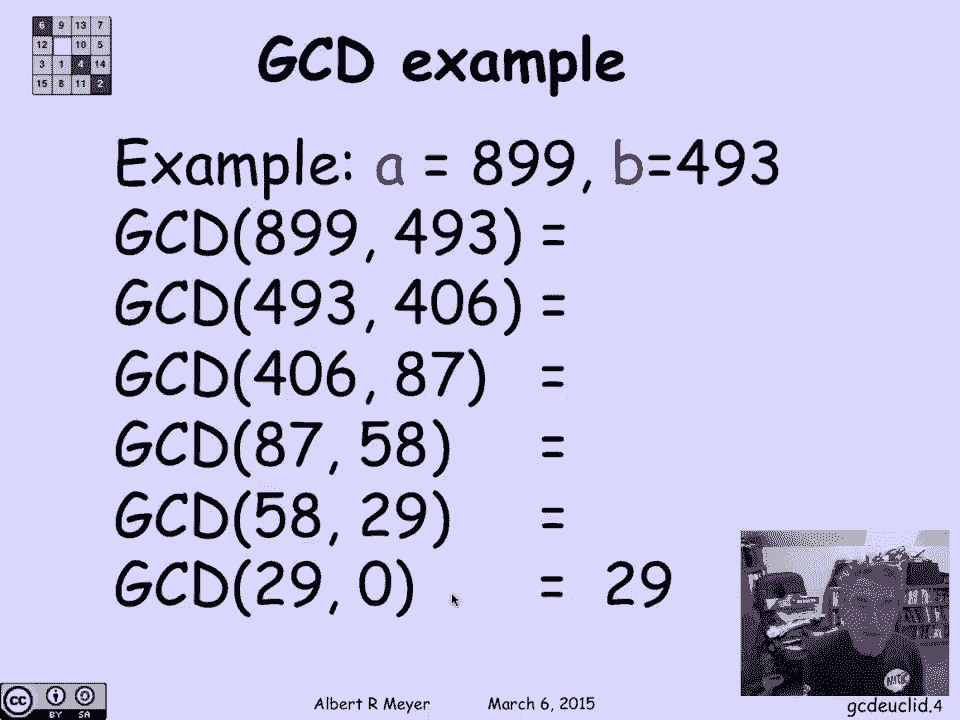 6 9 13 7
12 10 5
3 1 4 14
15 8 11 2
GCD example
Example: a = 899, b=493
GCD(899, 493) =
GCD(493, 406) =
GCD(406, 87) =
GCD(87, 58) =
GCD(58, 29) =
GCD(29, 0) = 29
MIT
cc BY SA
Albert R Meyer March 6, 2015 gcdeuclid.4